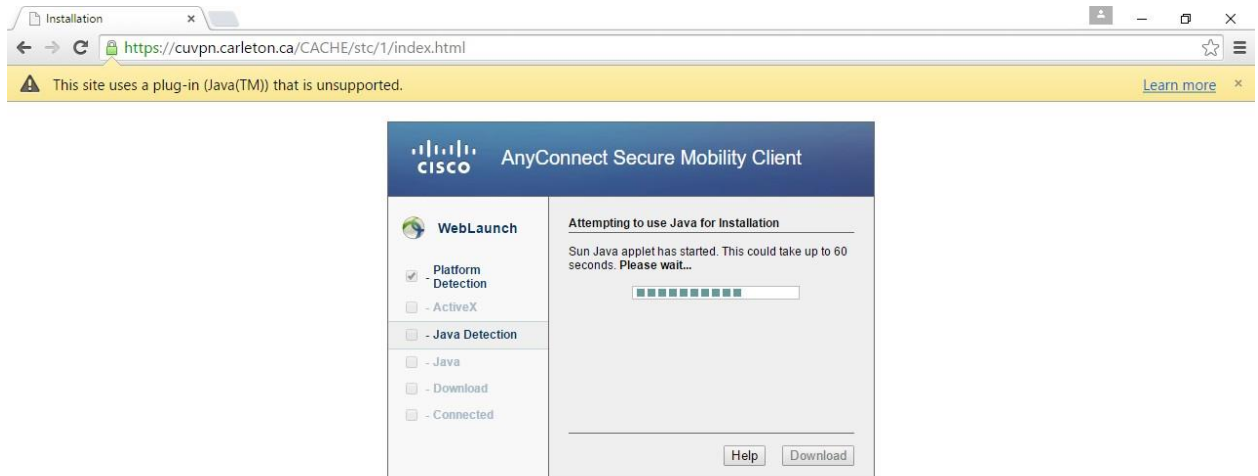 Installation
https://cuvpn.carleton.ca/CACHE/stc/1/index.html
This site uses a plug-in (Java(TM)) that is unsupported.
Learn more
CISCO
AnyConnect Secure Mobility Client
WebLaunch
- Platform
Detection
- ActiveX
- Java Detection
- Java
- Download
- Connected
Attempting to use Java for Installation
Sun Java applet has started. This could take up to 60
seconds. Please wait...
Help
Download